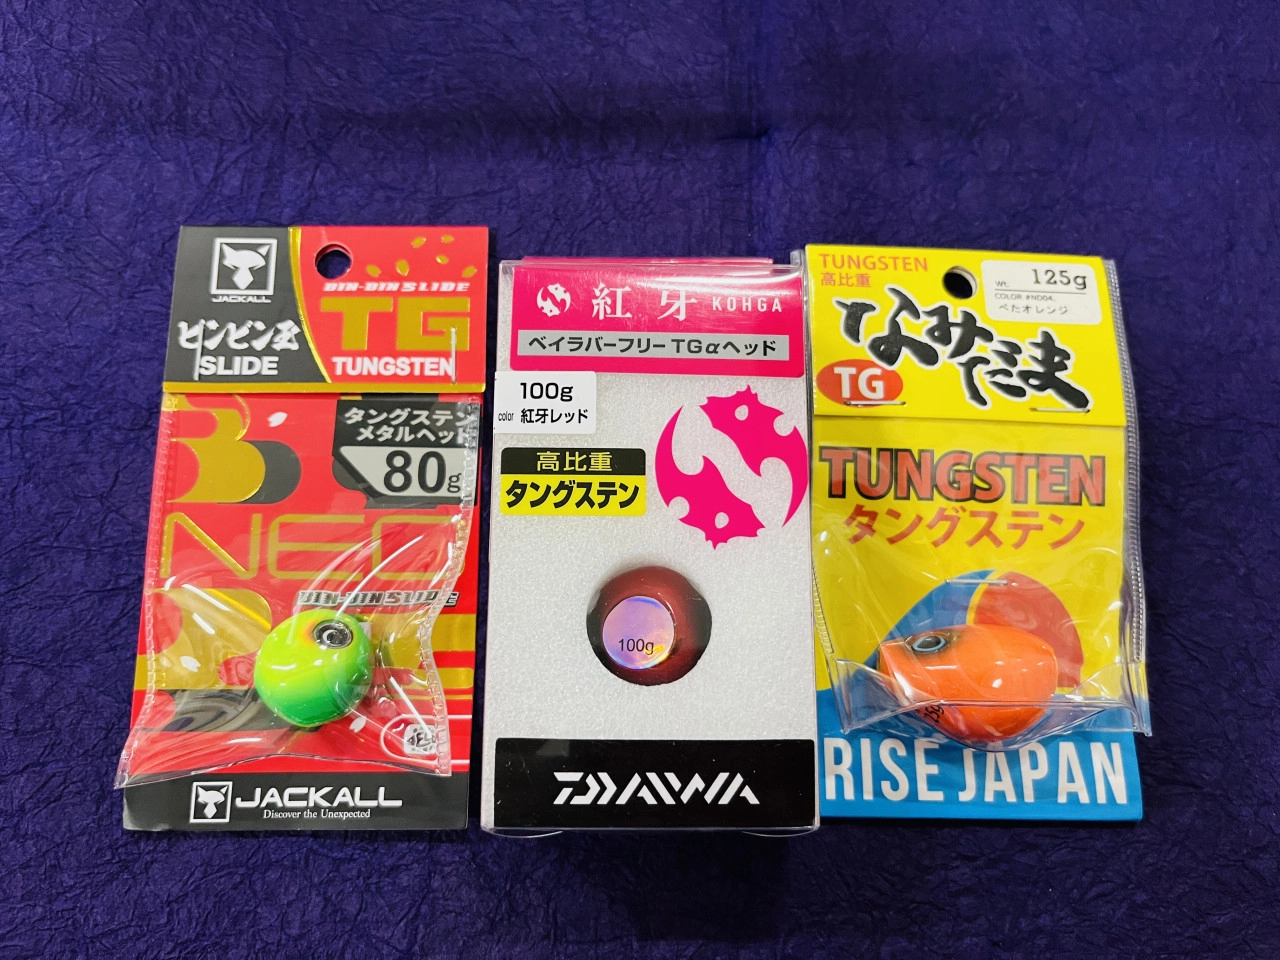 JACKALL
ビンビン玉
SLIDE
BIN-BIN SLIDE
TG
TUNGSTEN
タングステン
メタルヘッド
80g
NEO
BIN-BIN SLIDE
JACKALL
Discover the Unexpected
紅牙 KOHGA
ベイラバーフリーTGαヘッド
100g
color 紅牙レッド
高比重
タングステン
100g
DAIWA
TUNGSTEN
高比重
Wt. 125g
COLOR #ND04.
べたオレンジ
なみだま
TG
TUNGSTEN
タングステン
RISE JAPAN